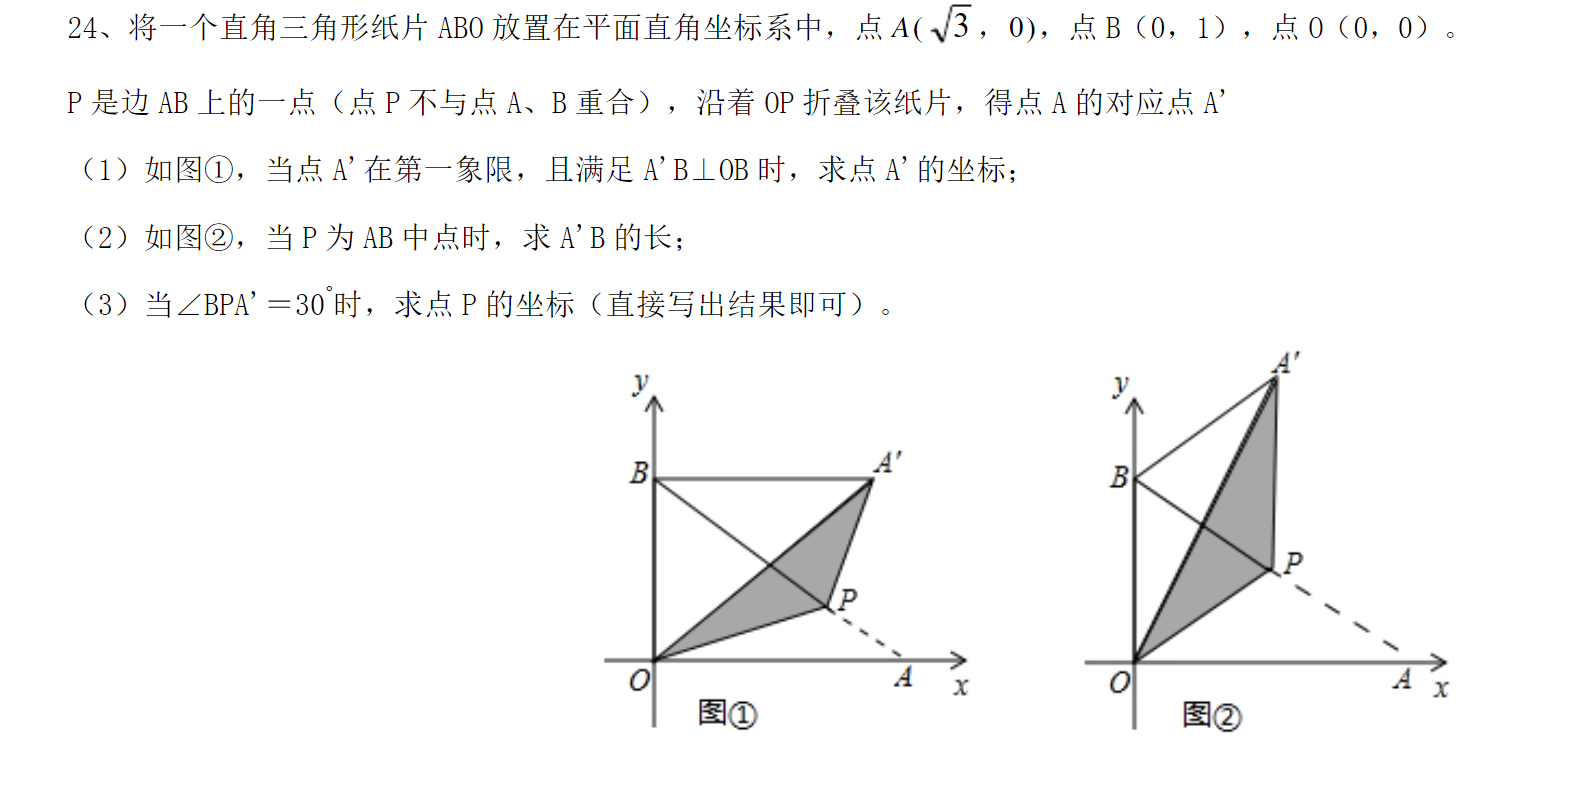 24、将一个直角三角形纸片 ABO 放置在平面直角坐标系中，点 A(√3，0)，点 B（0，1），点 O（0，0）。
P 是边 AB 上的一点（点 P 不与点 A、B 重合），沿着 OP 折叠该纸片，得点 A 的对应点 A'
（1）如图①，当点 A'在第一象限，且满足 A'B⊥OB 时，求点 A'的坐标；
（2）如图②，当 P 为 AB 中点时，求 A'B 的长；
（3）当∠BPA'＝30°时，求点 P 的坐标（直接写出结果即可）。
y
B
A'
P
O
A
x
图①
y
A'
B
P
O
A
x
图②